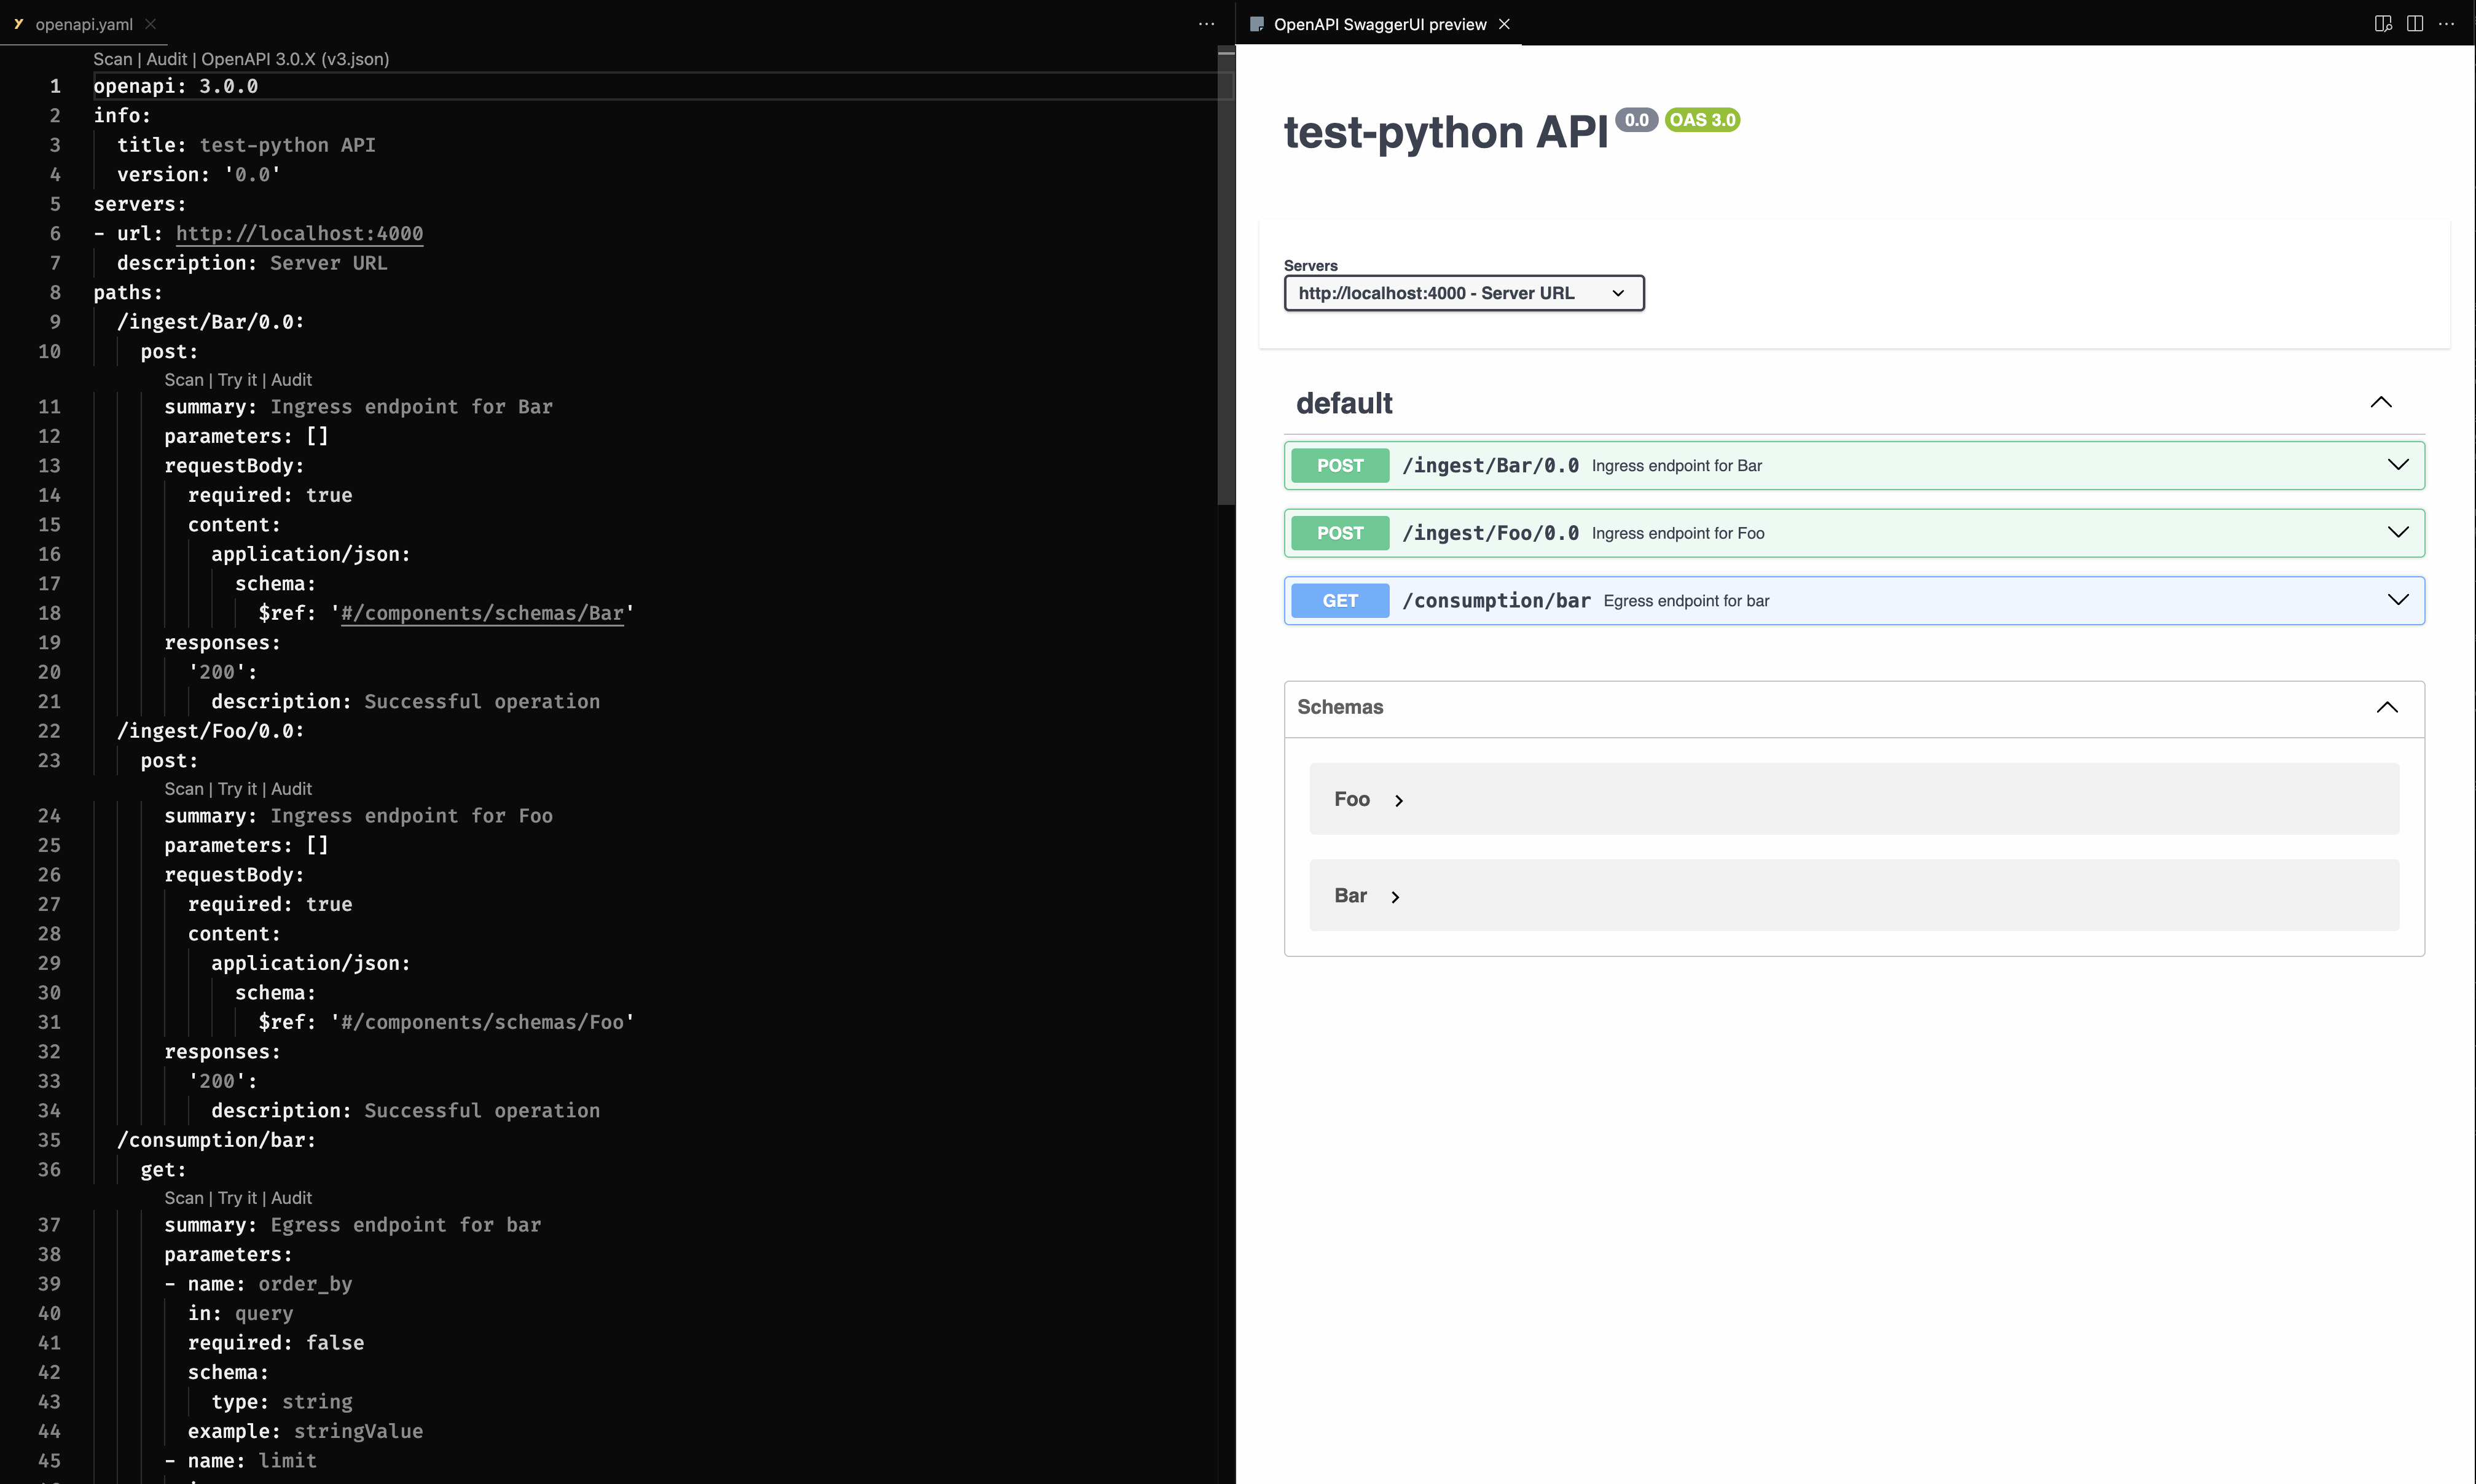 openapi.yaml
Scan | Audit | OpenAPI 3.0.X (v3.json)
1 openapi: 3.0.0
2 info:
3 title: test-python API
4 version: '0.0'
5 servers:
6 - url: http://localhost:4000
7 description: Server URL
8 paths:
9 /ingest/Bar/0.0:
10 post:
Scan | Try it | Audit
11 summary: Ingress endpoint for Bar
12 parameters: []
13 requestBody:
14 required: true
15 content:
16 application/json:
17 schema:
18 $ref: '#/components/schemas/Bar'
19 responses:
20 '200':
21 description: Successful operation
22 /ingest/Foo/0.0:
23 post:
Scan | Try it | Audit
24 summary: Ingress endpoint for Foo
25 parameters: []
26 requestBody:
27 required: true
28 content:
29 application/json:
30 schema:
31 $ref: '#/components/schemas/Foo'
32 responses:
33 '200':
34 description: Successful operation
35 /consumption/bar:
36 get:
Scan | Try it | Audit
37 summary: Egress endpoint for bar
38 parameters:
39 - name: order_by
40 in: query
41 required: false
42 schema:
43 type: string
44 example: stringValue
45 - name: limit
OpenAPI SwaggerUI preview
test-python API 0.0 OAS 3.0
Servers
http://localhost:4000 - Server URL
default
POST /ingest/Bar/0.0 Ingress endpoint for Bar
POST /ingest/Foo/0.0 Ingress endpoint for Foo
GET /consumption/bar Egress endpoint for bar
Schemas
Foo
Bar